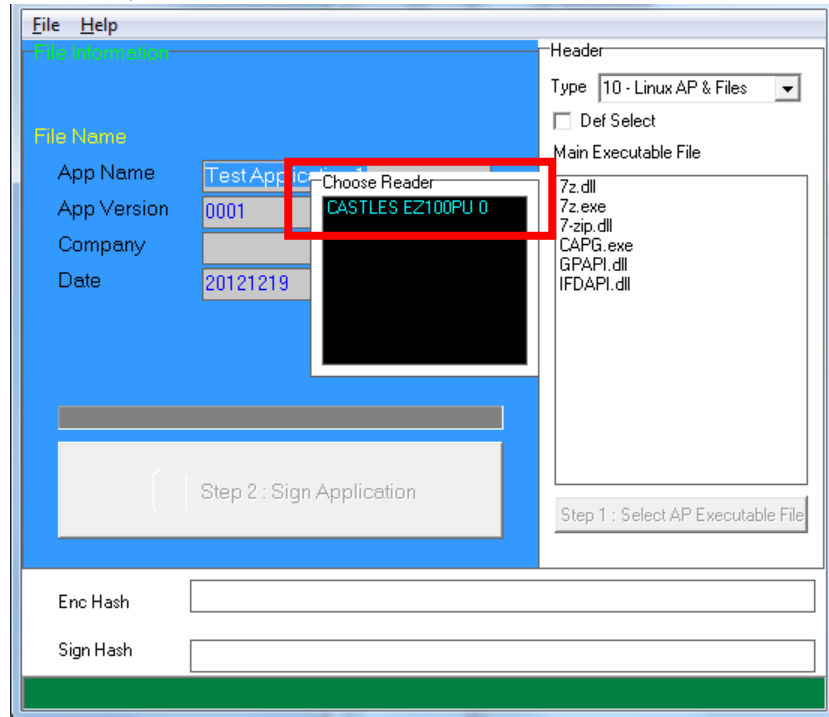 File Help
File Information
File Name
App Name
App Version 0001
Company
Date 20121219
Choose Reader
CASTLES EZ100PU 0
Step 2 : Sign Application
Header
Type 10 - Linux AP & Files
Def Select
Main Executable File
7z.dll
7z.exe
7-zip.dll
CAPG.exe
GPAPI.dll
IFDAPI.dll
Step 1 : Select AP Executable File
Enc Hash
Sign Hash